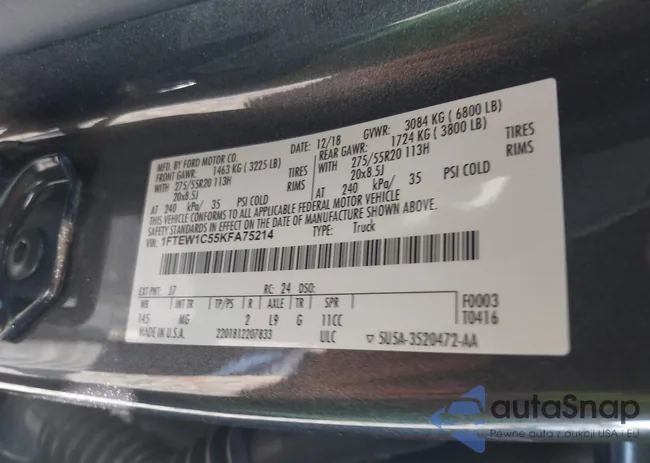 MFD. BY FORD MOTOR CO.
DATE: 12/18 GVWR: 3084 KG ( 6800 LB)
FRONT GAWR: 1463 KG ( 3225 LB) REAR GAWR: 1724 KG ( 3800 LB)
WITH 275/55R20 113H TIRES WITH 275/55R20 113H TIRES
20x8.5J RIMS 20x8.5J RIMS
AT 240 kPa/ 35 PSI COLD AT 240 kPa/ 35 PSI COLD
THIS VEHICLE CONFORMS TO ALL APPLICABLE FEDERAL MOTOR VEHICLE
SAFETY STANDARDS IN EFFECT ON THE DATE OF MANUFACTURE SHOWN ABOVE.
VIN: 1FTEW1C55KFA75214 TYPE: Truck
EXT PNT: J7 RC: 24 DSO:
WB INT TR TP/PS R AXLE TR SPR F0003
145 MG 2 L9 G 11CC T0416
MADE IN U.S.A. 2201812207833 ULC ▽ 5U5A-3520472-AA
autaSnap
Pewne auta z aukcji USA i EU